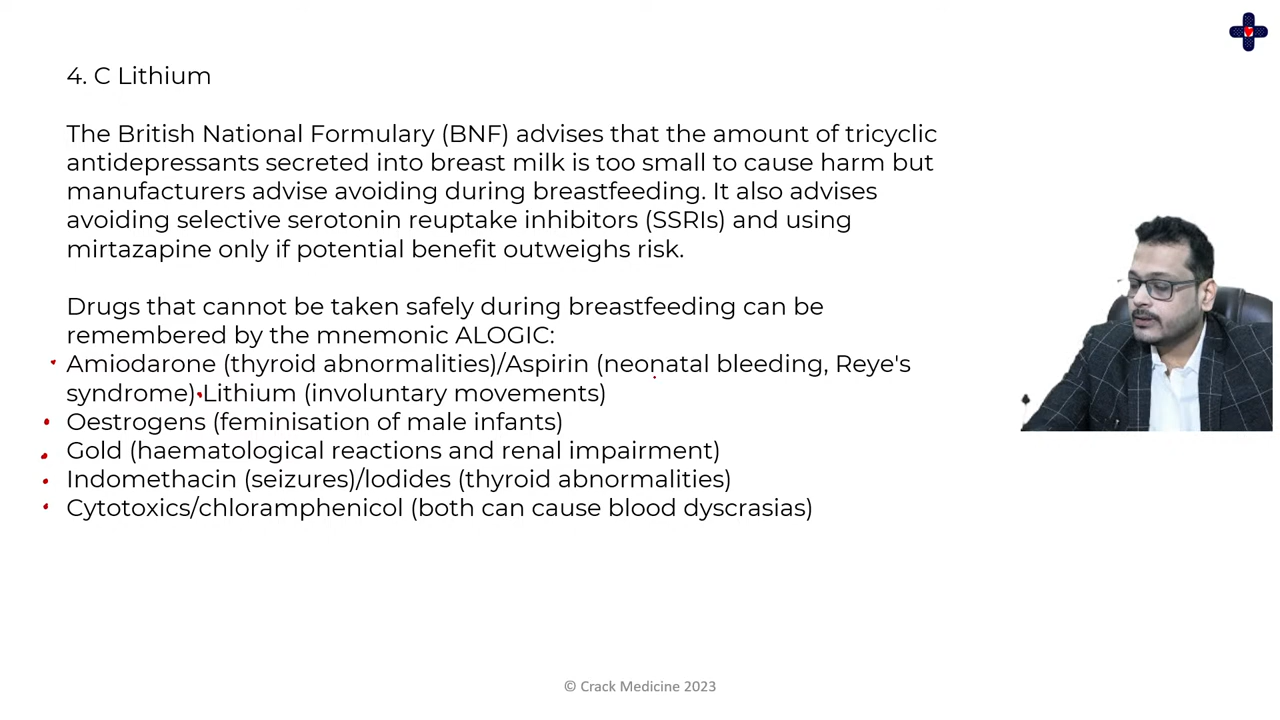 4. C Lithium
The British National Formulary (BNF) advises that the amount of tricyclic
antidepressants secreted into breast milk is too small to cause harm but
manufacturers advise avoiding during breastfeeding. It also advises
avoiding selective serotonin reuptake inhibitors (SSRIs) and using
mirtazapine only if potential benefit outweighs risk.
Drugs that cannot be taken safely during breastfeeding can be
remembered by the mnemonic ALOGIC:
Amiodarone (thyroid abnormalities)/Aspirin (neonatal bleeding, Reye's
syndrome) Lithium (involuntary movements)
Oestrogens (feminisation of male infants)
Gold (haematological reactions and renal impairment)
Indomethacin (seizures)/Iodides (thyroid abnormalities)
Cytotoxics/chloramphenicol (both can cause blood dyscrasias)
© Crack Medicine 2023